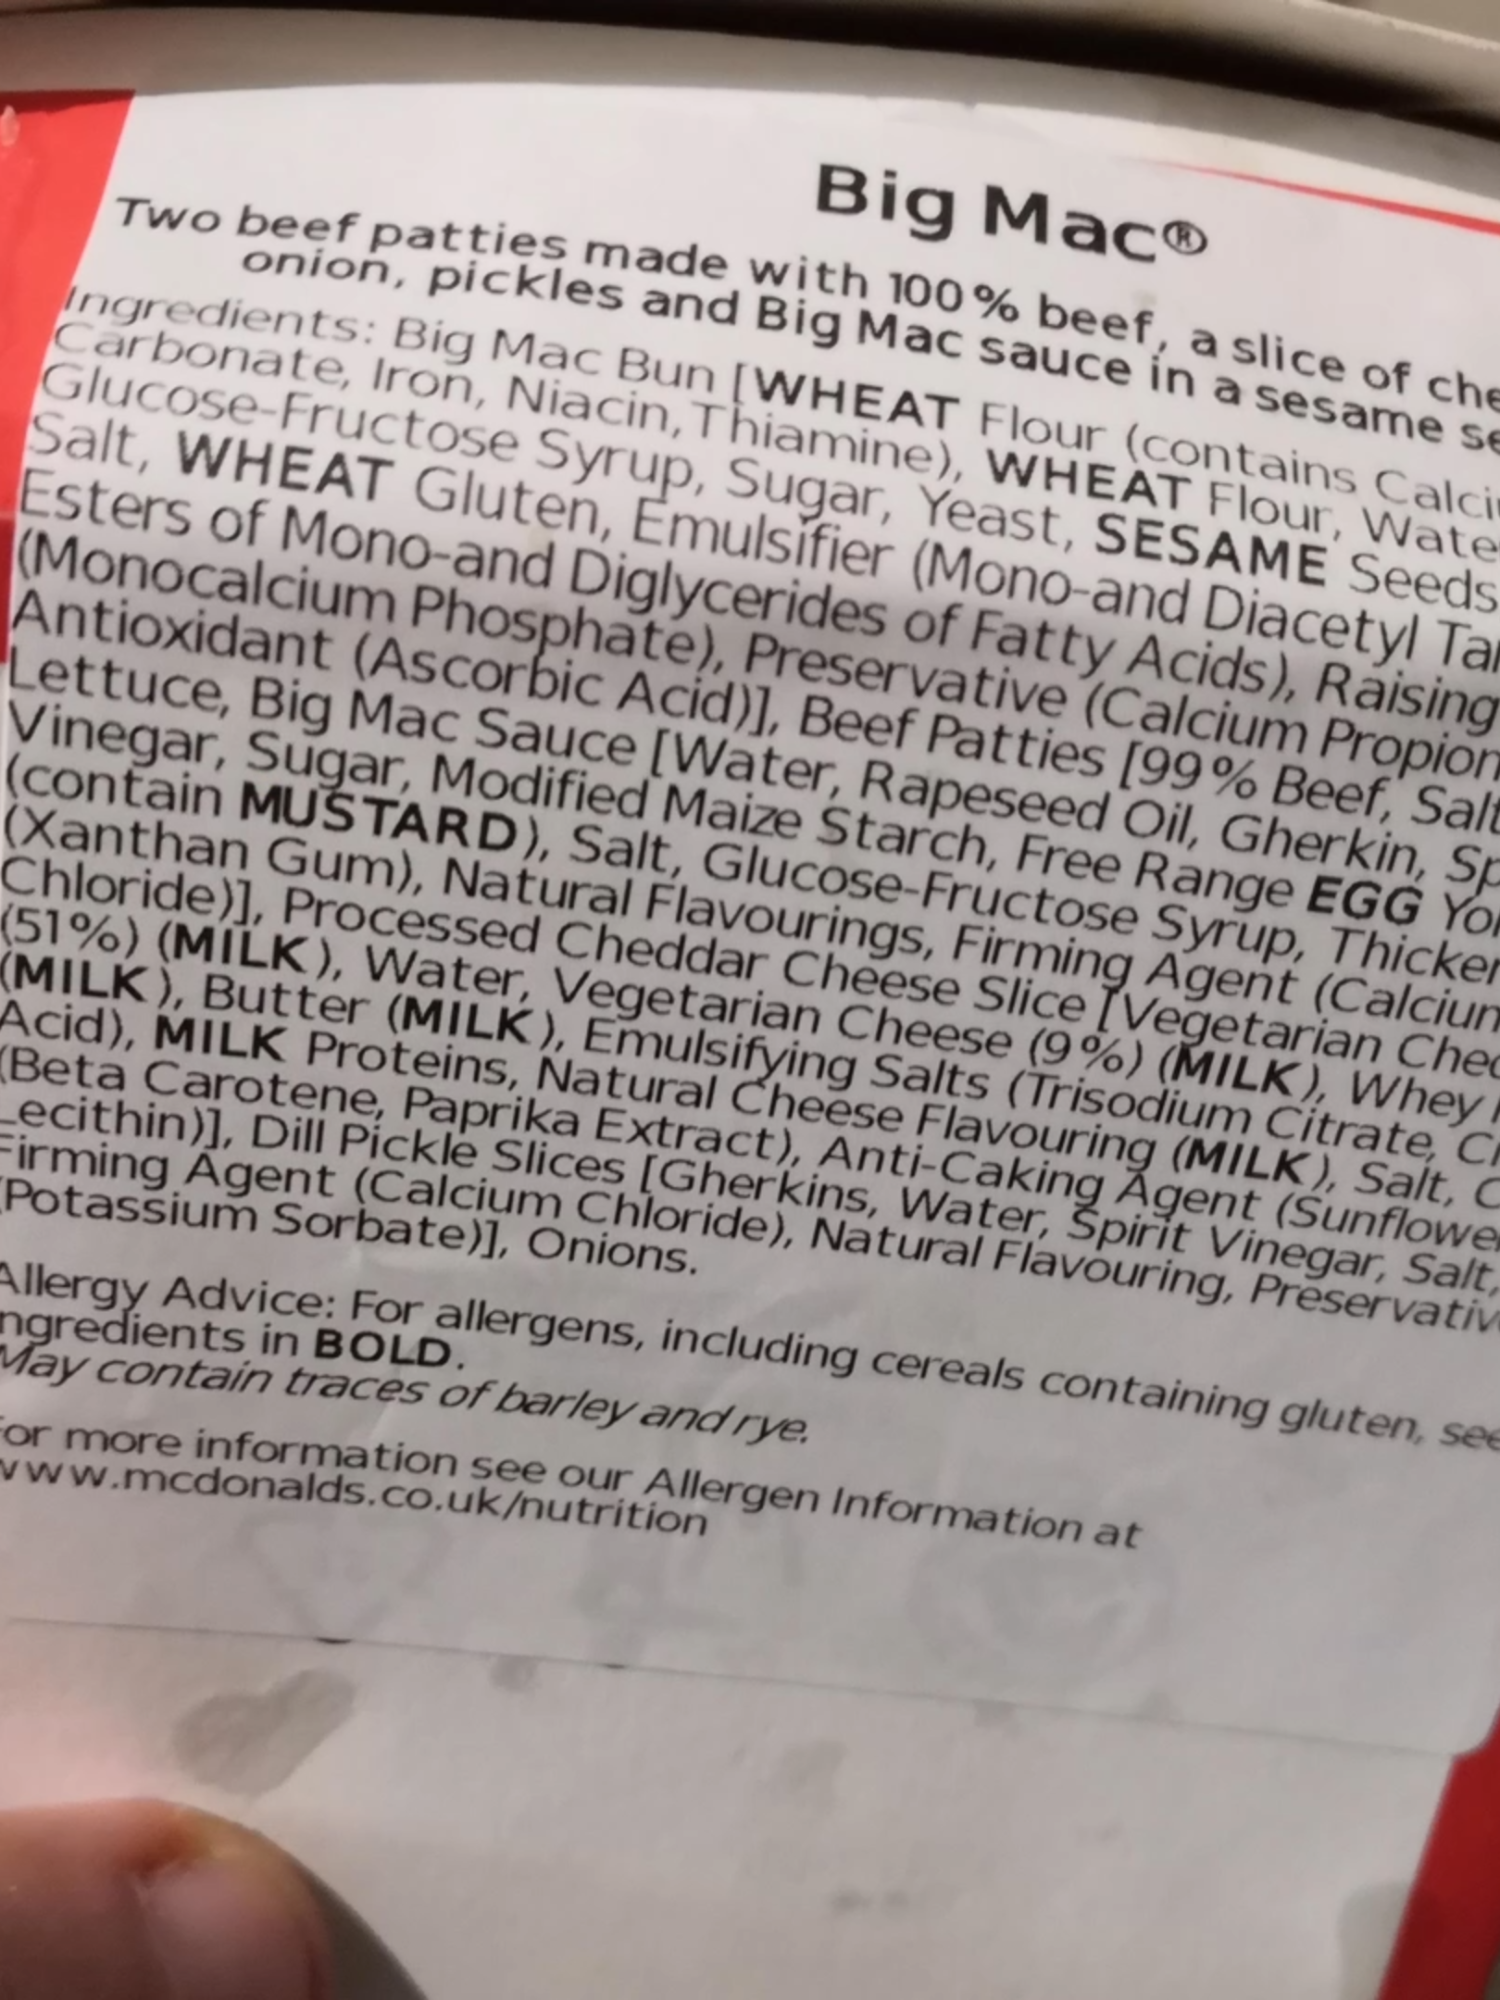 Big Mac®
Two beef patties made with 100% beef, a slice of che
onion, pickles and Big Mac sauce in a sesame se
Ingredients: Big Mac Bun [WHEAT Flour (contains Calci
Carbonate, Iron, Niacin, Thiamine), WHEAT Flour, Wate
Glucose-Fructose Syrup, Sugar, Yeast, SESAME Seeds
Salt, WHEAT Gluten, Emulsifier (Mono-and Diacetyl Tar
Esters of Mono-and Diglycerides of Fatty Acids), Raising
(Monocalcium Phosphate), Preservative (Calcium Propion
Antioxidant (Ascorbic Acid)], Beef Patties [99% Beef, Salt
Lettuce, Big Mac Sauce [Water, Rapeseed Oil, Gherkin, Sp
Vinegar, Sugar, Modified Maize Starch, Free Range EGG Yol
(contain MUSTARD), Salt, Glucose-Fructose Syrup, Thicken
(Xanthan Gum), Natural Flavourings, Firming Agent (Calcium
Chloride)], Processed Cheddar Cheese Slice [Vegetarian Ched
(51%) (MILK), Water, Vegetarian Cheese (9%) (MILK), Whey
(MILK), Butter (MILK), Emulsifying Salts (Trisodium Citrate, Ci
Acid), MILK Proteins, Natural Cheese Flavouring (MILK), Salt, C
(Beta Carotene, Paprika Extract), Anti-Caking Agent (Sunflower
Lecithin)], Dill Pickle Slices [Gherkins, Water, Spirit Vinegar, Salt,
Firming Agent (Calcium Chloride), Natural Flavouring, Preservative
(Potassium Sorbate)], Onions.
Allergy Advice: For allergens, including cereals containing gluten, see
ngredients in BOLD.
May contain traces of barley and rye.
For more information see our Allergen Information at
www.mcdonalds.co.uk/nutrition